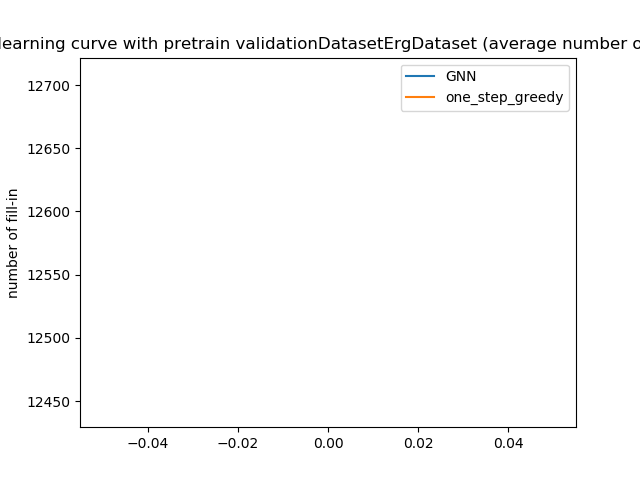 learning curve with pretrain validationDatasetErgDataset (average number o
GNN
one_step_greedy
number of fill-in
12700
12650
12600
12550
12500
12450
−0.04 −0.02 0.00 0.02 0.04